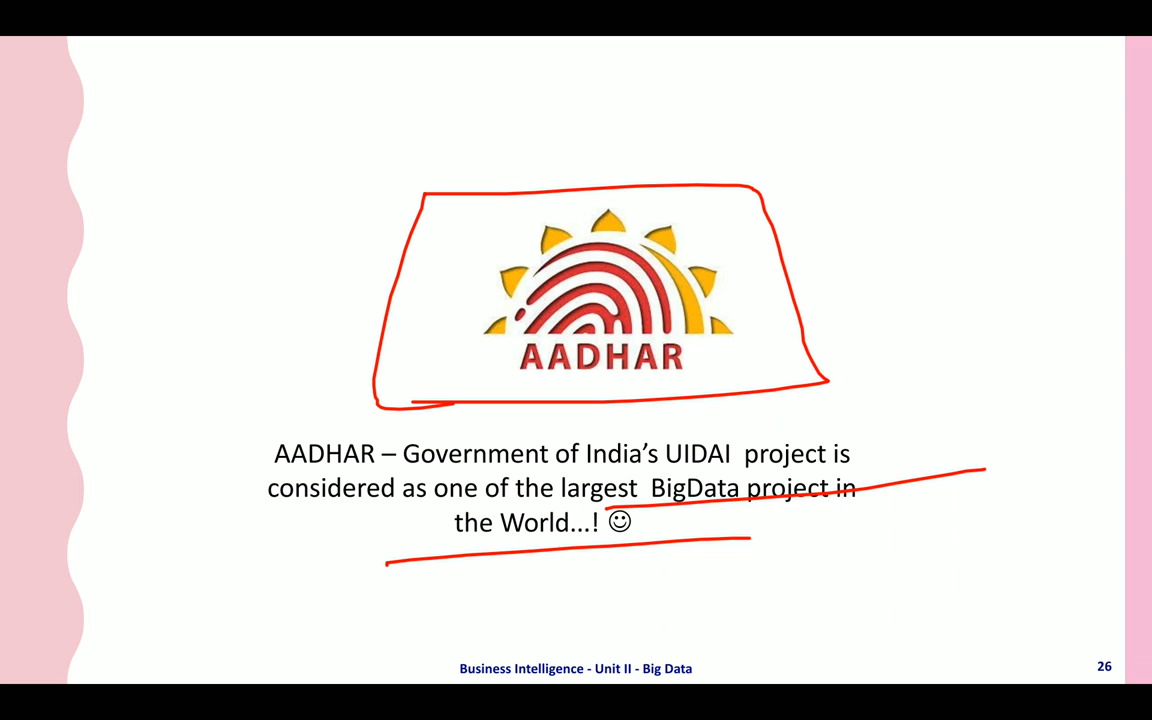 AADHAR
AADHAR – Government of India’s UIDAI project is
considered as one of the largest BigData project in
the World...! ☺
Business Intelligence - Unit II - Big Data
26